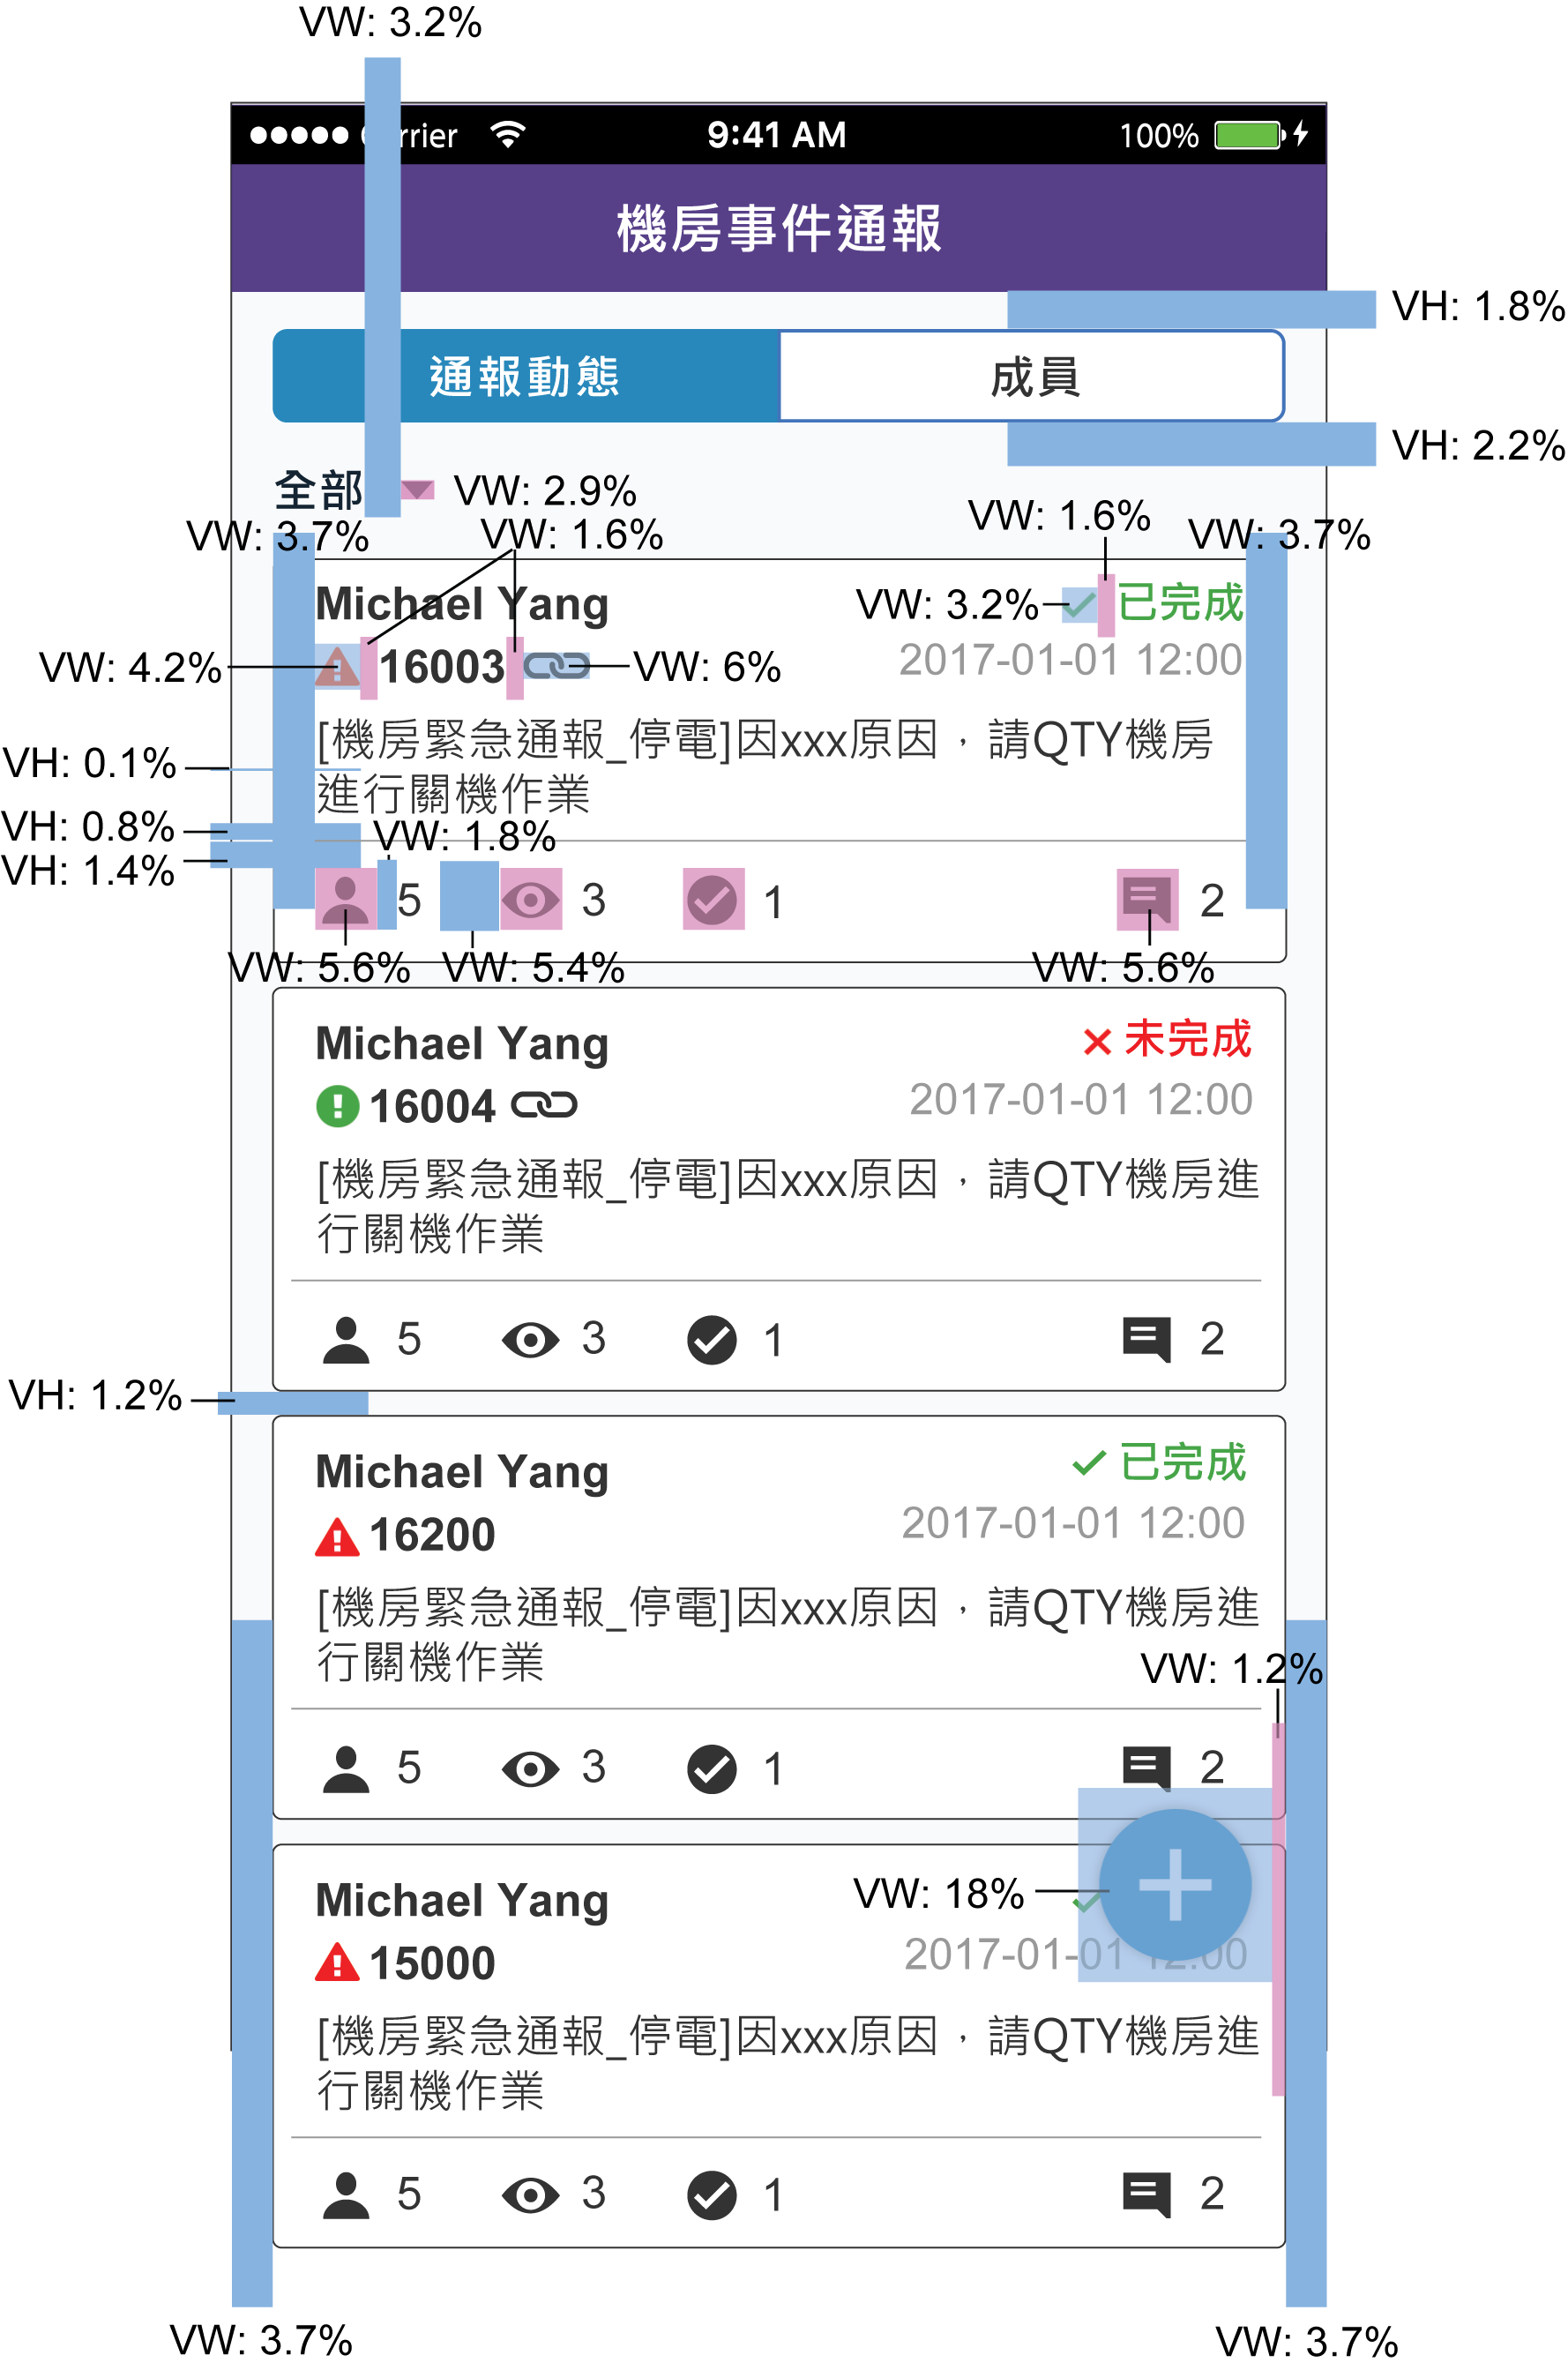 VW: 3.2%
Carrier 9:41 AM 100%
機房事件通報
VH: 1.8%
通報動態 成員
VH: 2.2%
全部 VW: 2.9%
VW: 3.7% VW: 1.6% VW: 1.6% VW: 3.7%
Michael Yang VW: 3.2% 已完成
VW: 4.2% 16003 VW: 6% 2017-01-01 12:00
[機房緊急通報_停電]因xxx原因，請QTY機房
VH: 0.1%
進行關機作業
VH: 0.8% VW: 1.8%
VH: 1.4%
5 3 1 2
VW: 5.6% VW: 5.4% VW: 5.6%
Michael Yang 未完成
16004 2017-01-01 12:00
[機房緊急通報_停電]因xxx原因，請QTY機房進
行關機作業
5 3 1 2
VH: 1.2%
Michael Yang 已完成
16200 2017-01-01 12:00
[機房緊急通報_停電]因xxx原因，請QTY機房進
行關機作業
VW: 1.2%
5 3 1 2
Michael Yang VW: 18%
15000 2017-01-01 12:00
[機房緊急通報_停電]因xxx原因，請QTY機房進
行關機作業
5 3 1 2
VW: 3.7% VW: 3.7%